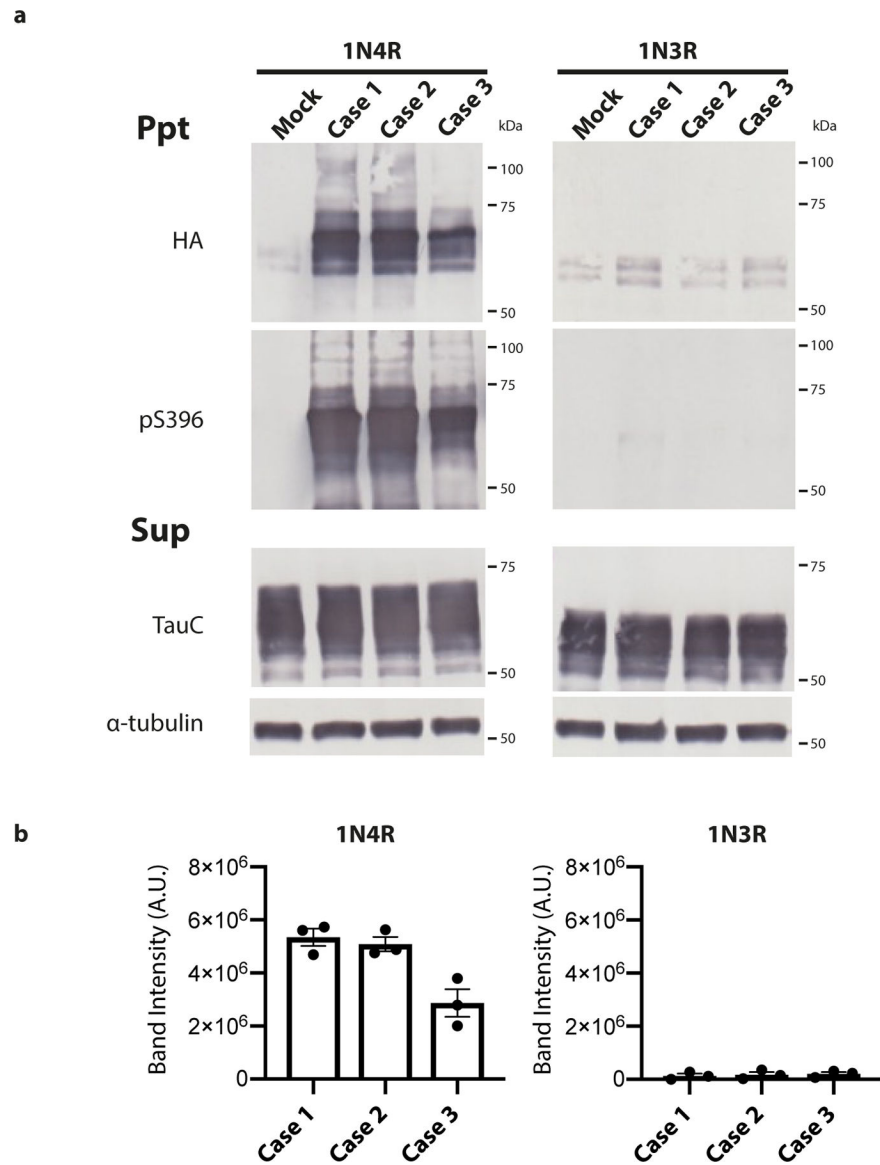 a
1N4R 1N3R
Mock Case 1 Case 2 Case 3 kDa Mock Case 1 Case 2 Case 3 kDa
Ppt
100 100
75 75
HA
50 50
100 100
75 75
pS396
50 50
Sup
75 75
TauC
50 50
α-tubulin
50 50
b
1N4R 1N3R
Band Intensity (A.U.) Band Intensity (A.U.)
8×10⁶ 8×10⁶
6×10⁶ 6×10⁶
4×10⁶ 4×10⁶
2×10⁶ 2×10⁶
0 0
Case 1 Case 2 Case 3 Case 1 Case 2 Case 3